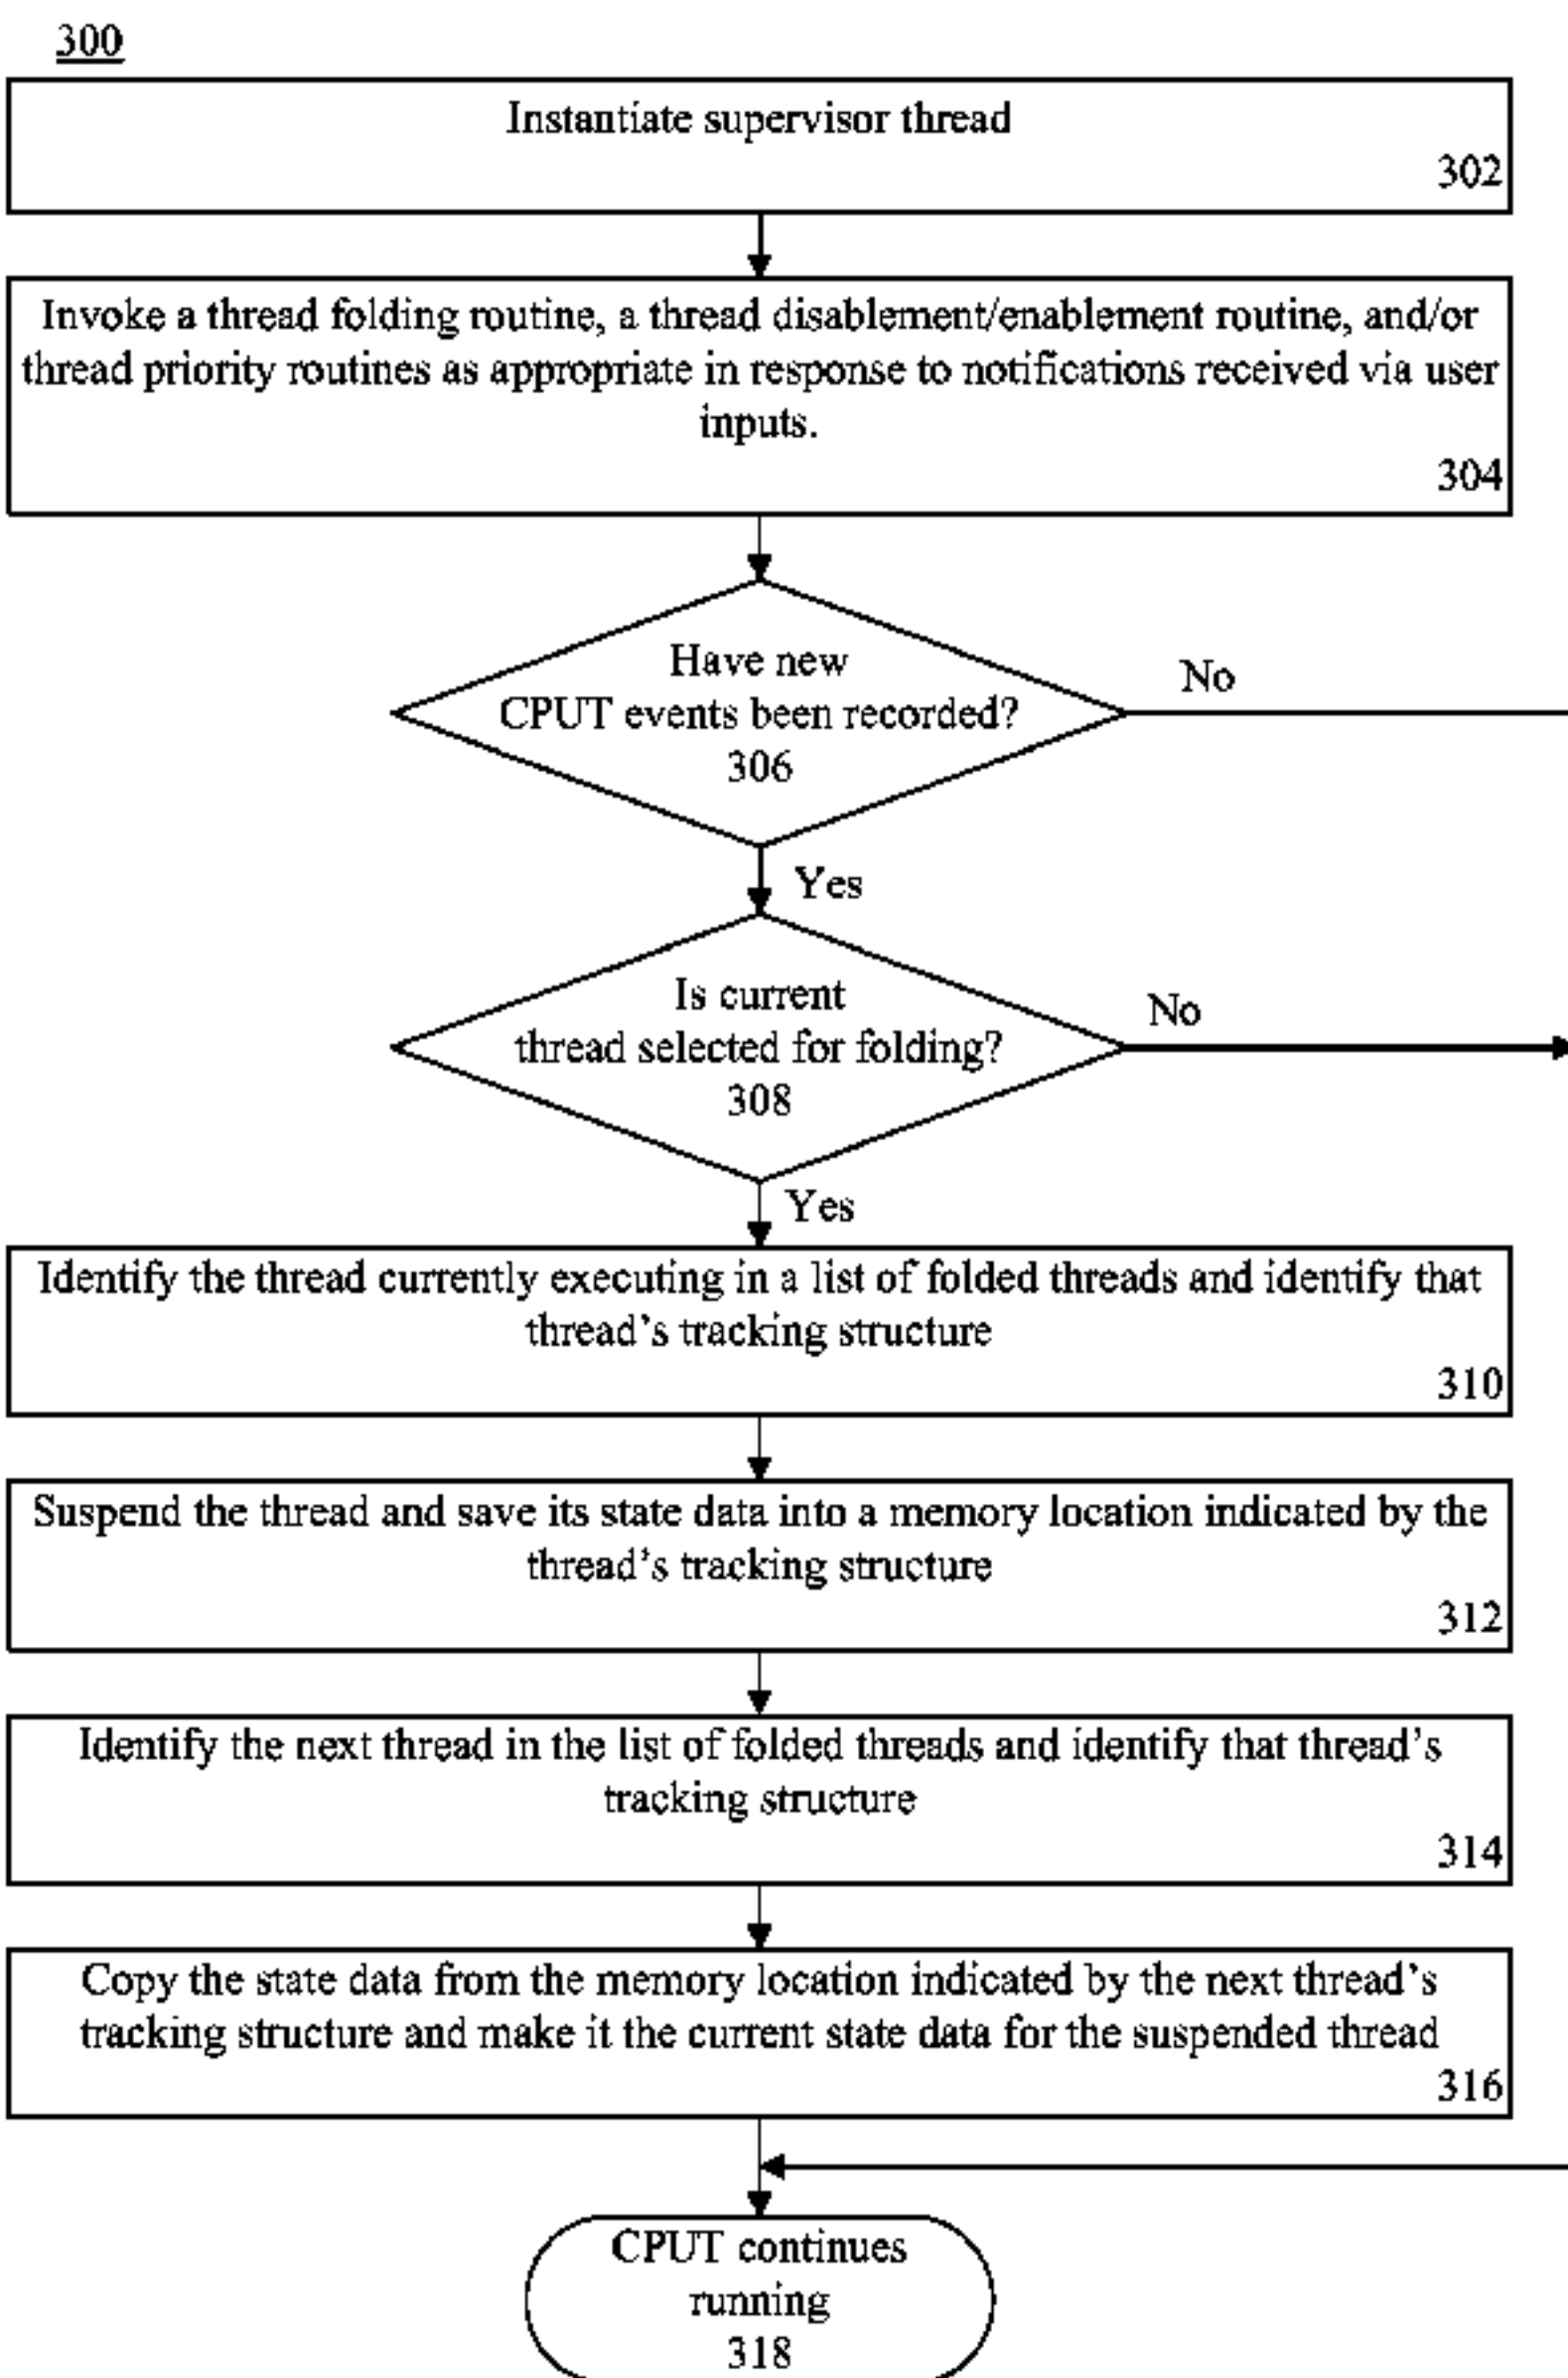 300
Instantiate supervisor thread
302
Invoke a thread folding routine, a thread disablement/enablement routine, and/or
thread priority routines as appropriate in response to notifications received via user
inputs.
304
Have new
CPUT events been recorded?
306
No
Yes
Is current
thread selected for folding?
308
No
Yes
Identify the thread currently executing in a list of folded threads and identify that
thread's tracking structure
310
Suspend the thread and save its state data into a memory location indicated by the
thread's tracking structure
312
Identify the next thread in the list of folded threads and identify that thread's
tracking structure
314
Copy the state data from the memory location indicated by the next thread's
tracking structure and make it the current state data for the suspended thread
316
CPUT continues
running
318